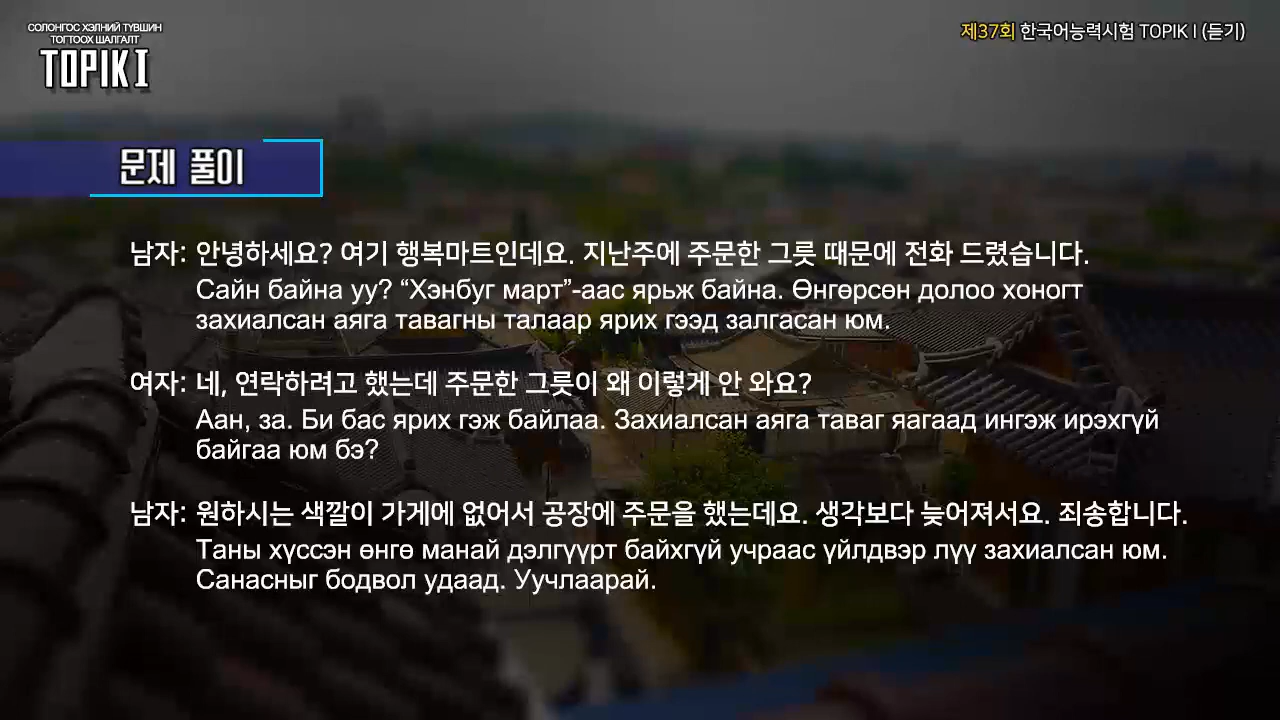 СОЛОНГОС ХЭЛНИЙ ТҮВШИН
ТОГТООХ ШАЛГАЛТ
TOPIK I
제37회 한국어능력시험 TOPIK I (듣기)
문제 풀이
남자: 안녕하세요? 여기 행복마트인데요. 지난주에 주문한 그릇 때문에 전화 드렸습니다.
Сайн байна уу? “Хэнбуг март”-аас ярьж байна. Өнгөрсөн долоо хоногт
захиалсан аяга тавагны талаар ярих гээд залгасан юм.
여자: 네, 연락하려고 했는데 주문한 그릇이 왜 이렇게 안 와요?
Аан, за. Би бас ярих гэж байлаа. Захиалсан аяга таваг яагаад ингэж ирэхгүй
байгаа юм бэ?
남자: 원하시는 색깔이 가게에 없어서 공장에 주문을 했는데요. 생각보다 늦어져서요. 죄송합니다.
Таны хүссэн өнгө манай дэлгүүрт байхгүй учраас үйлдвэр лүү захиалсан юм.
Санасныг бодвол удаад. Уучлаарай.